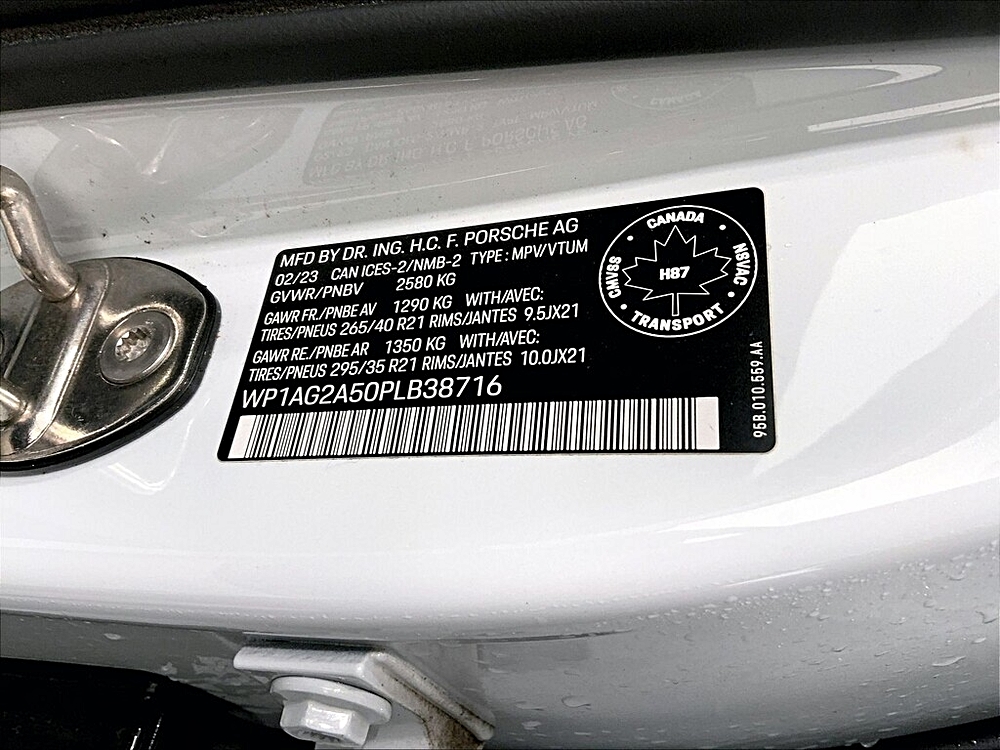 MFD BY DR. ING. H.C. F. PORSCHE AG
02/23 CAN ICES-2/NMB-2 TYPE : MPV/VTUM
GVWR/PNBV 2580 KG
GAWR FR./PNBE AV 1290 KG WITH/AVEC:
TIRES/PNEUS 265/40 R21 RIMS/JANTES 9.5JX21
GAWR RE./PNBE AR 1350 KG WITH/AVEC:
TIRES/PNEUS 295/35 R21 RIMS/JANTES 10.0JX21
WP1AG2A50PLB38716
CANADA
CMVSS
H87
NSVAC
TRANSPORT
95B.010.559.AA